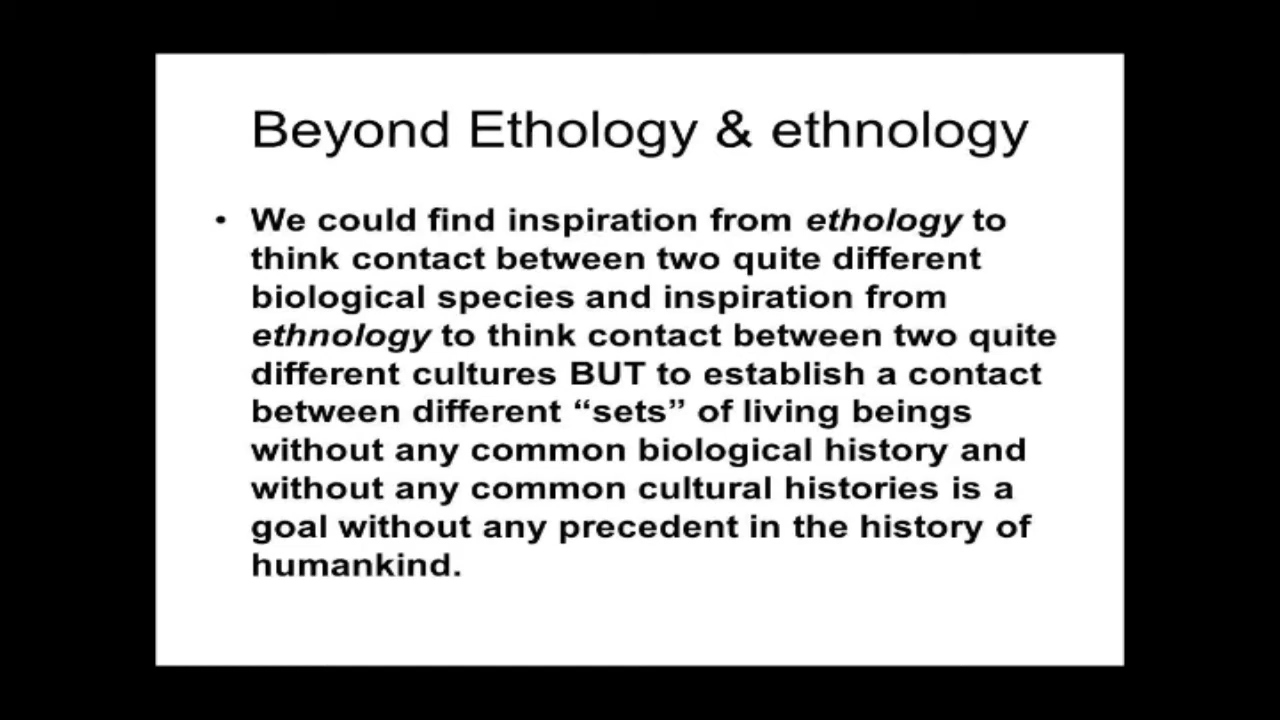 Beyond Ethology & ethnology
• We could find inspiration from ethology to
think contact between two quite different
biological species and inspiration from
ethnology to think contact between two quite
different cultures BUT to establish a contact
between different “sets” of living beings
without any common biological history and
without any common cultural histories is a
goal without any precedent in the history of
humankind.